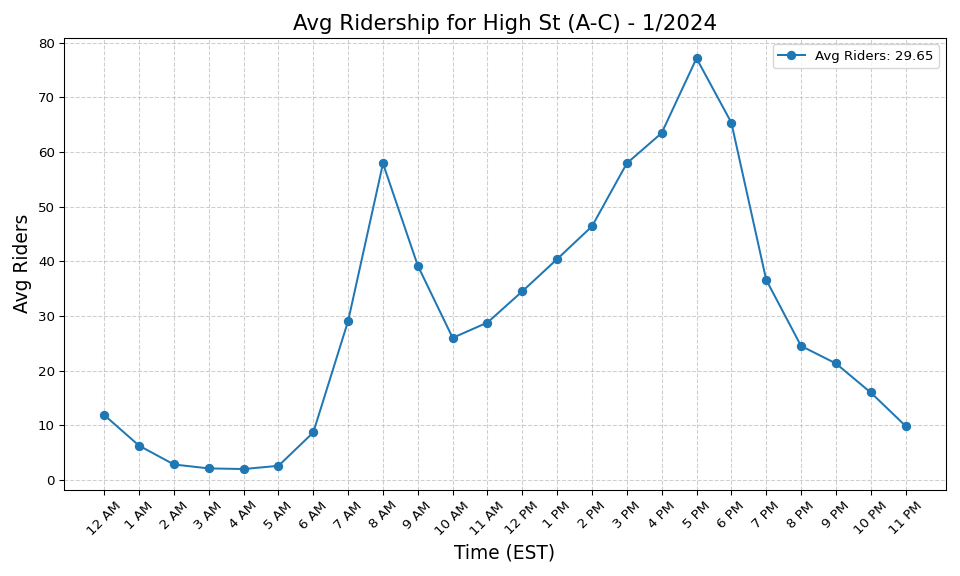 Avg Ridership for High St (A-C) - 1/2024
Avg Riders: 29.65
Avg Riders
80
70
60
50
40
30
20
10
0
12 AM 1 AM 2 AM 3 AM 4 AM 5 AM 6 AM 7 AM 8 AM 9 AM 10 AM 11 AM 12 PM 1 PM 2 PM 3 PM 4 PM 5 PM 6 PM 7 PM 8 PM 9 PM 10 PM 11 PM
Time (EST)